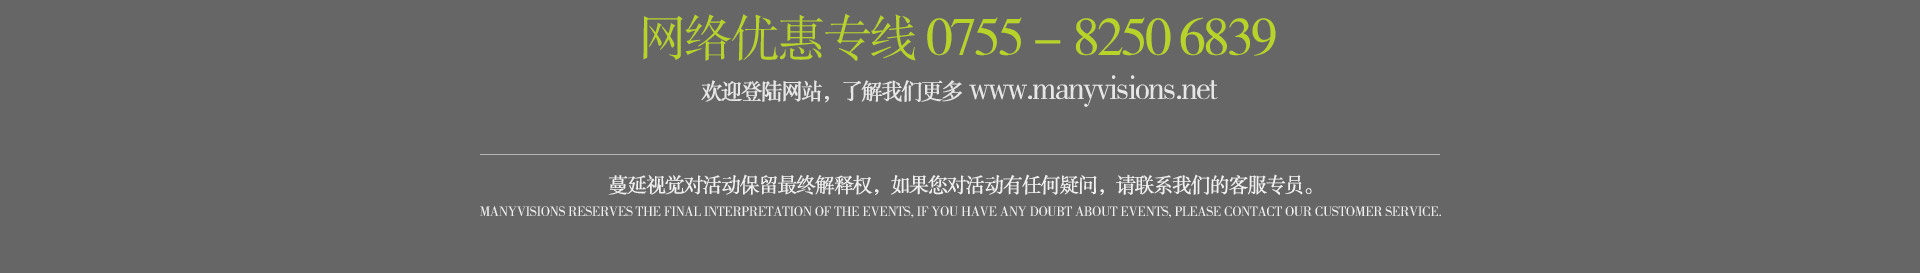 网络优惠专线 0755 – 8250 6839
欢迎登陆网站，了解我们更多 www.manyvisions.net
蔓延视觉对活动保留最终解释权，如果您对活动有任何疑问，请联系我们的客服专员。
MANYVISIONS RESERVES THE FINAL INTERPRETATION OF THE EVENTS, IF YOU HAVE ANY DOUBT ABOUT EVENTS, PLEASE CONTACT OUR CUSTOMER SERVICE.